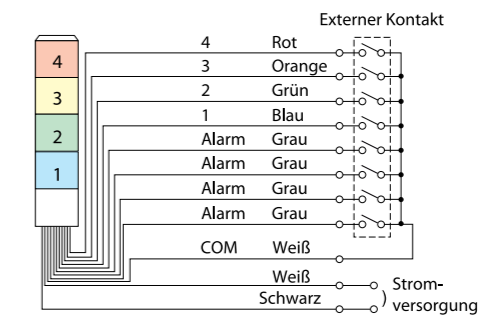 Externer Kontakt
4 Rot
3 Orange
2 Grün
1 Blau
Alarm Grau
Alarm Grau
Alarm Grau
Alarm Grau
COM Weiß
Weiß
Schwarz
Strom-
versorgung
4
3
2
1